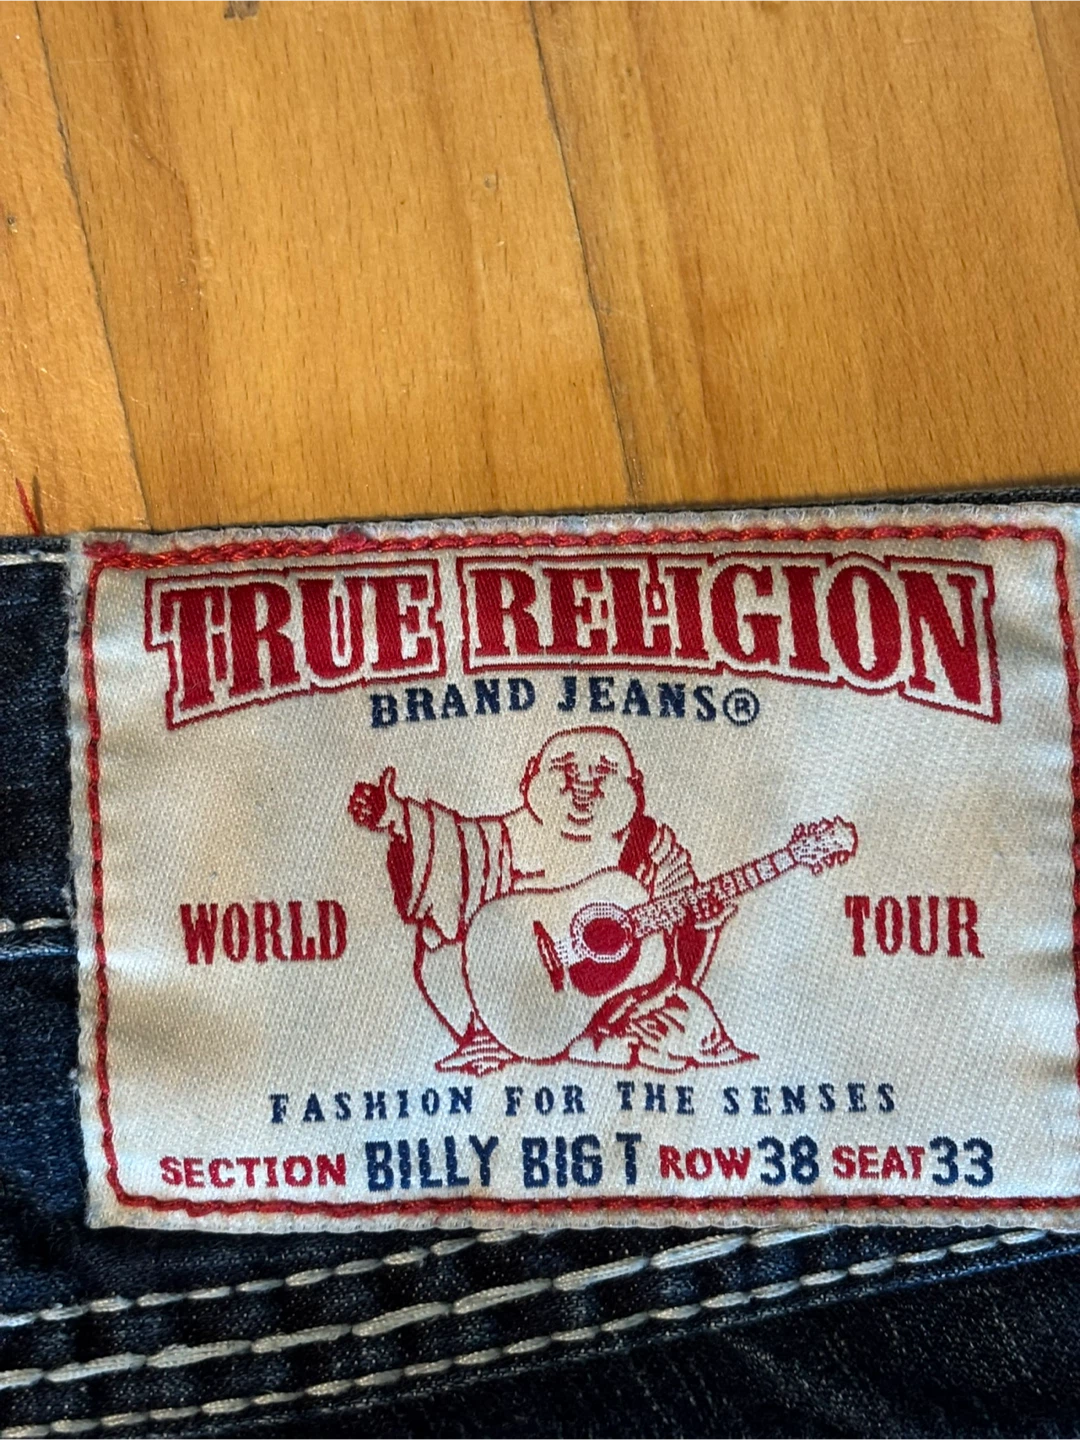 TRUE RELIGION
BRAND JEANS®
WORLD TOUR
FASHION FOR THE SENSES
SECTION BILLY BIG T ROW 38 SEAT 33